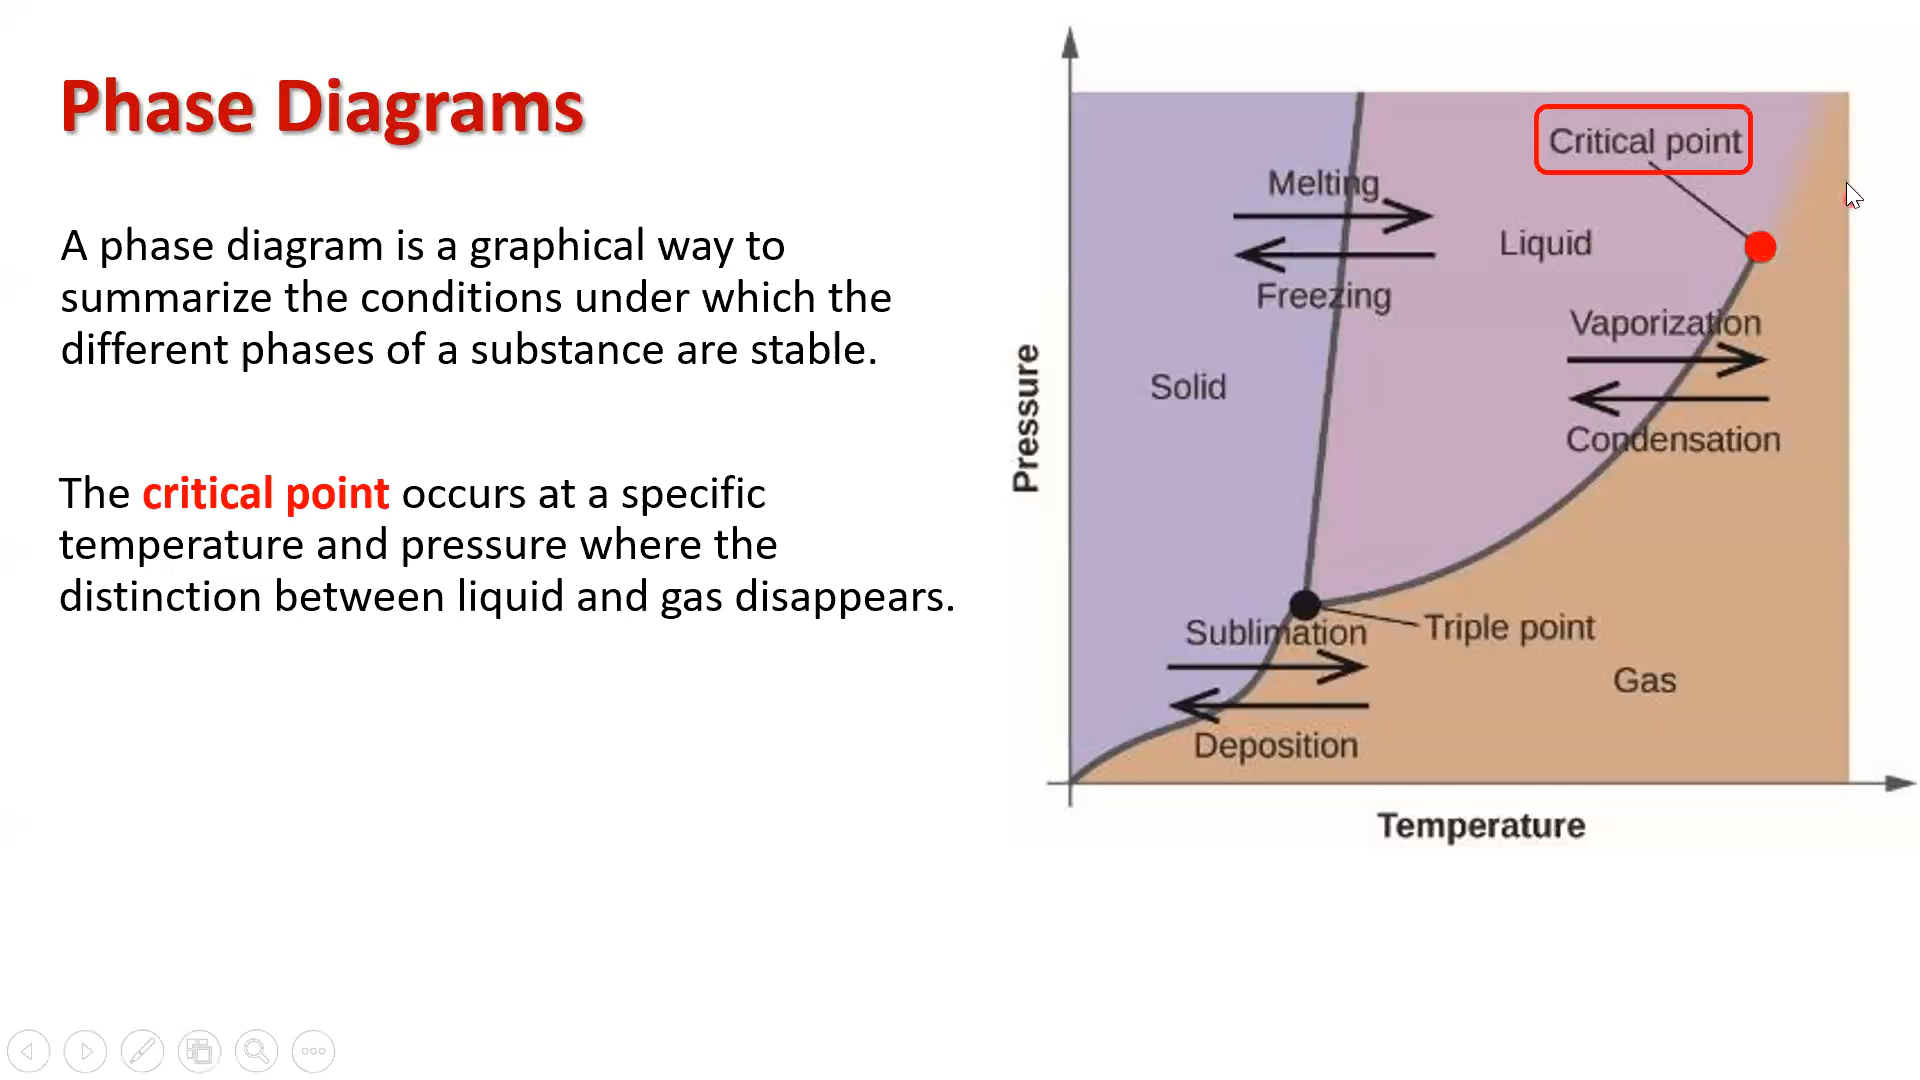 Phase Diagrams
A phase diagram is a graphical way to
summarize the conditions under which the
different phases of a substance are stable.
The critical point occurs at a specific
temperature and pressure where the
distinction between liquid and gas disappears.
Critical point
Melting
Liquid
Freezing
Vaporization
Solid
Condensation
Pressure
Sublimation
Triple point
Gas
Deposition
Temperature